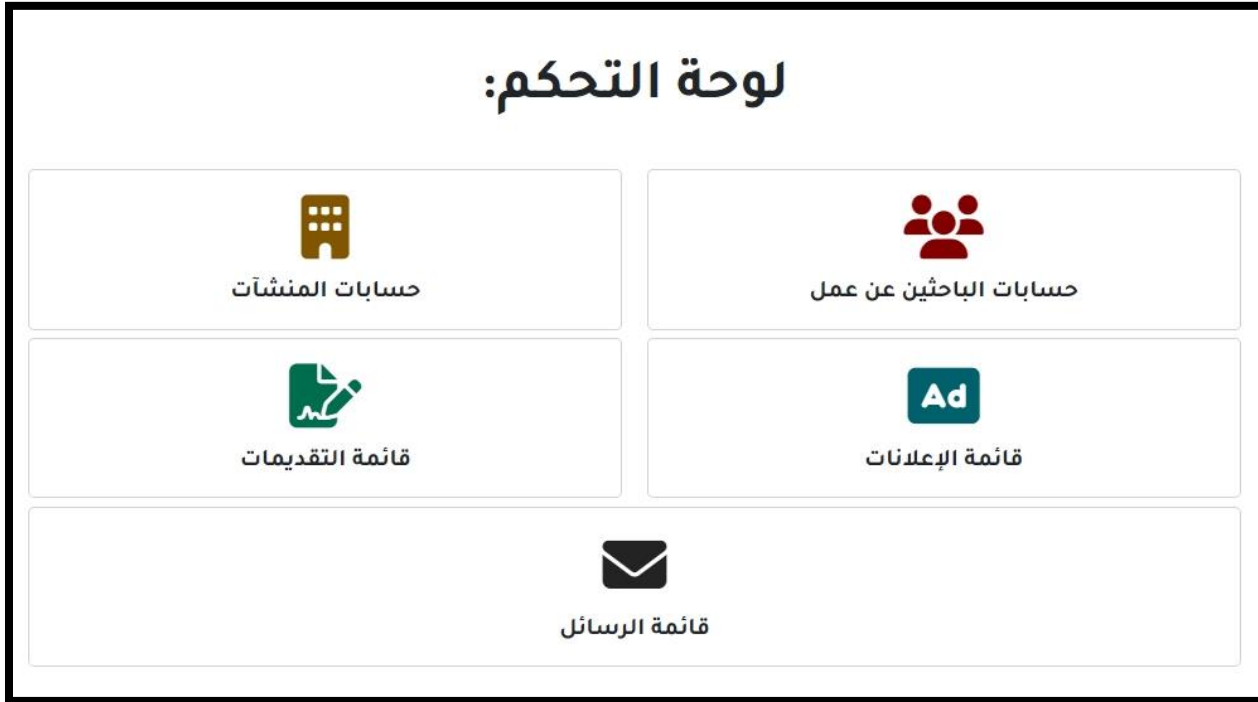 لوحة التحكم:
حسابات الباحثين عن عمل
حسابات المنشآت
Ad
قائمة الإعلانات
قائمة التقديمات
قائمة الرسائل